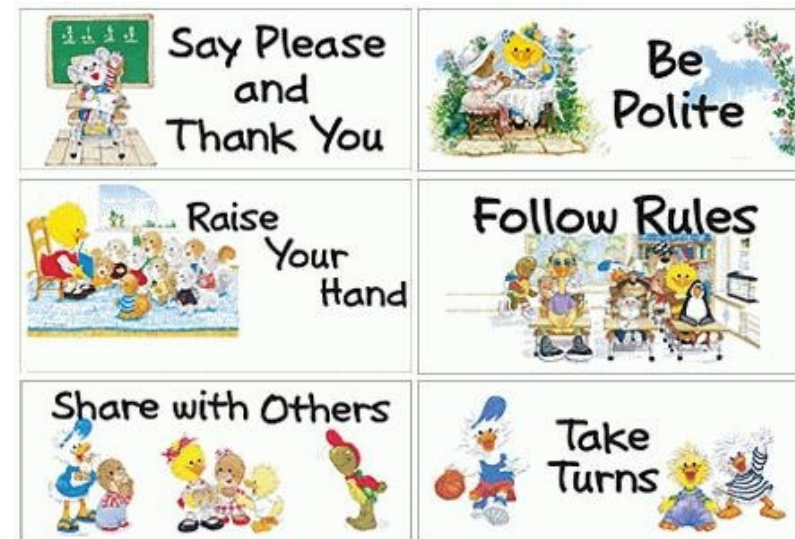 Say Please
and
Thank You
Be
Polite
Raise
Your
Hand
Follow Rules
Share with Others
Take
Turns